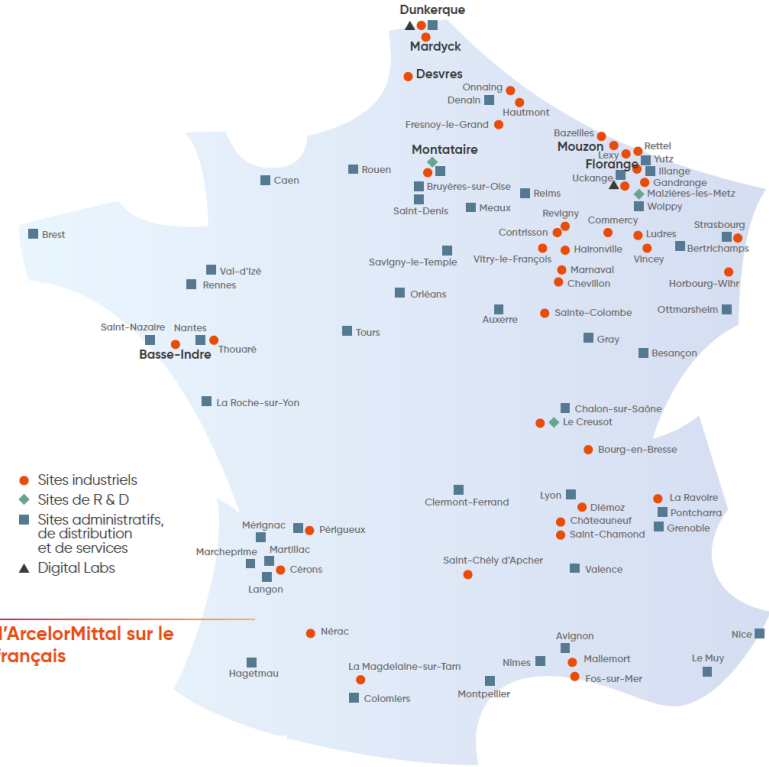 Dunkerque
Mardyck
Desvres
Onnaing
Denain
Hautmont
Fresnoy-le-Grand
Bazeilles
Mouzon
Rettel
Lexy
Yutz
Florange
Illange
Uckange
Gandrange
Maizières-les-Metz
Woippy
Montataire
Rouen
Caen
Bruyères-sur-Oise
Saint-Denis
Meaux
Reims
Revigny
Commercy
Strasbourg
Contrisson
Ludres
Brest
Savigny-le-Temple
Vitry-le-François
Haironville
Vincey
Bertrichamps
Val-d'Izé
Marnaval
Rennes
Chevillon
Horbourg-Wihr
Orléans
Auxerre
Sainte-Colombe
Ottmarsheim
Saint-Nazaire
Nantes
Tours
Gray
Thouaré
Basse-Indre
Besançon
La Roche-sur-Yon
Chalon-sur-Saône
Le Creusot
Bourg-en-Bresse
Sites industriels
Sites de R & D
Sites administratifs,
de distribution
et de services
Digital Labs
Clermont-Ferrand
Lyon
La Ravoire
Diémoz
Pontcharra
Châteauneuf
Grenoble
Saint-Chamond
Mérignac
Périgueux
Marcheprime
Martillac
Cérons
Langon
Saint-Chély d'Apcher
Valence
l'ArcelorMittal sur le
français
Nérac
Nice
Avignon
Hagetmau
La Magdelaine-sur-Tarn
Nîmes
Mallemort
Le Muy
Fos-sur-Mer
Colomiers
Montpellier